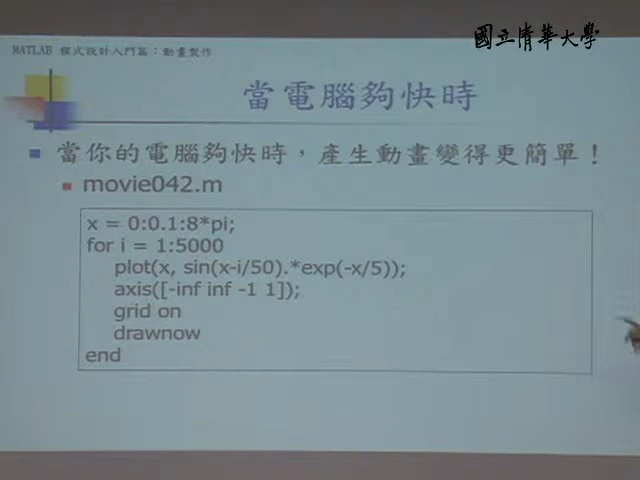 MATLAB 程式設計入門篇：動畫製作
國立清華大學
當電腦夠快時
當你的電腦夠快時，產生動畫變得更簡單！
movie042.m
x = 0:0.1:8*pi;
for i = 1:5000
plot(x, sin(x-i/50).*exp(-x/5));
axis([-inf inf -1 1]);
grid on
drawnow
end